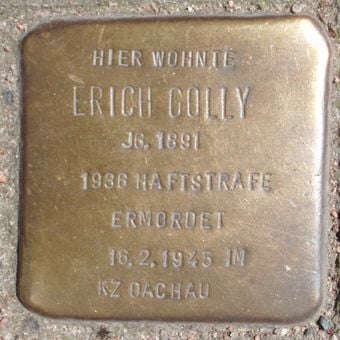 HIER WOHNTE
ERICH COLLY
JG. 1891
1936 HAFTSTRAFE
ERMORDET
16.2.1945 IM
KZ DACHAU